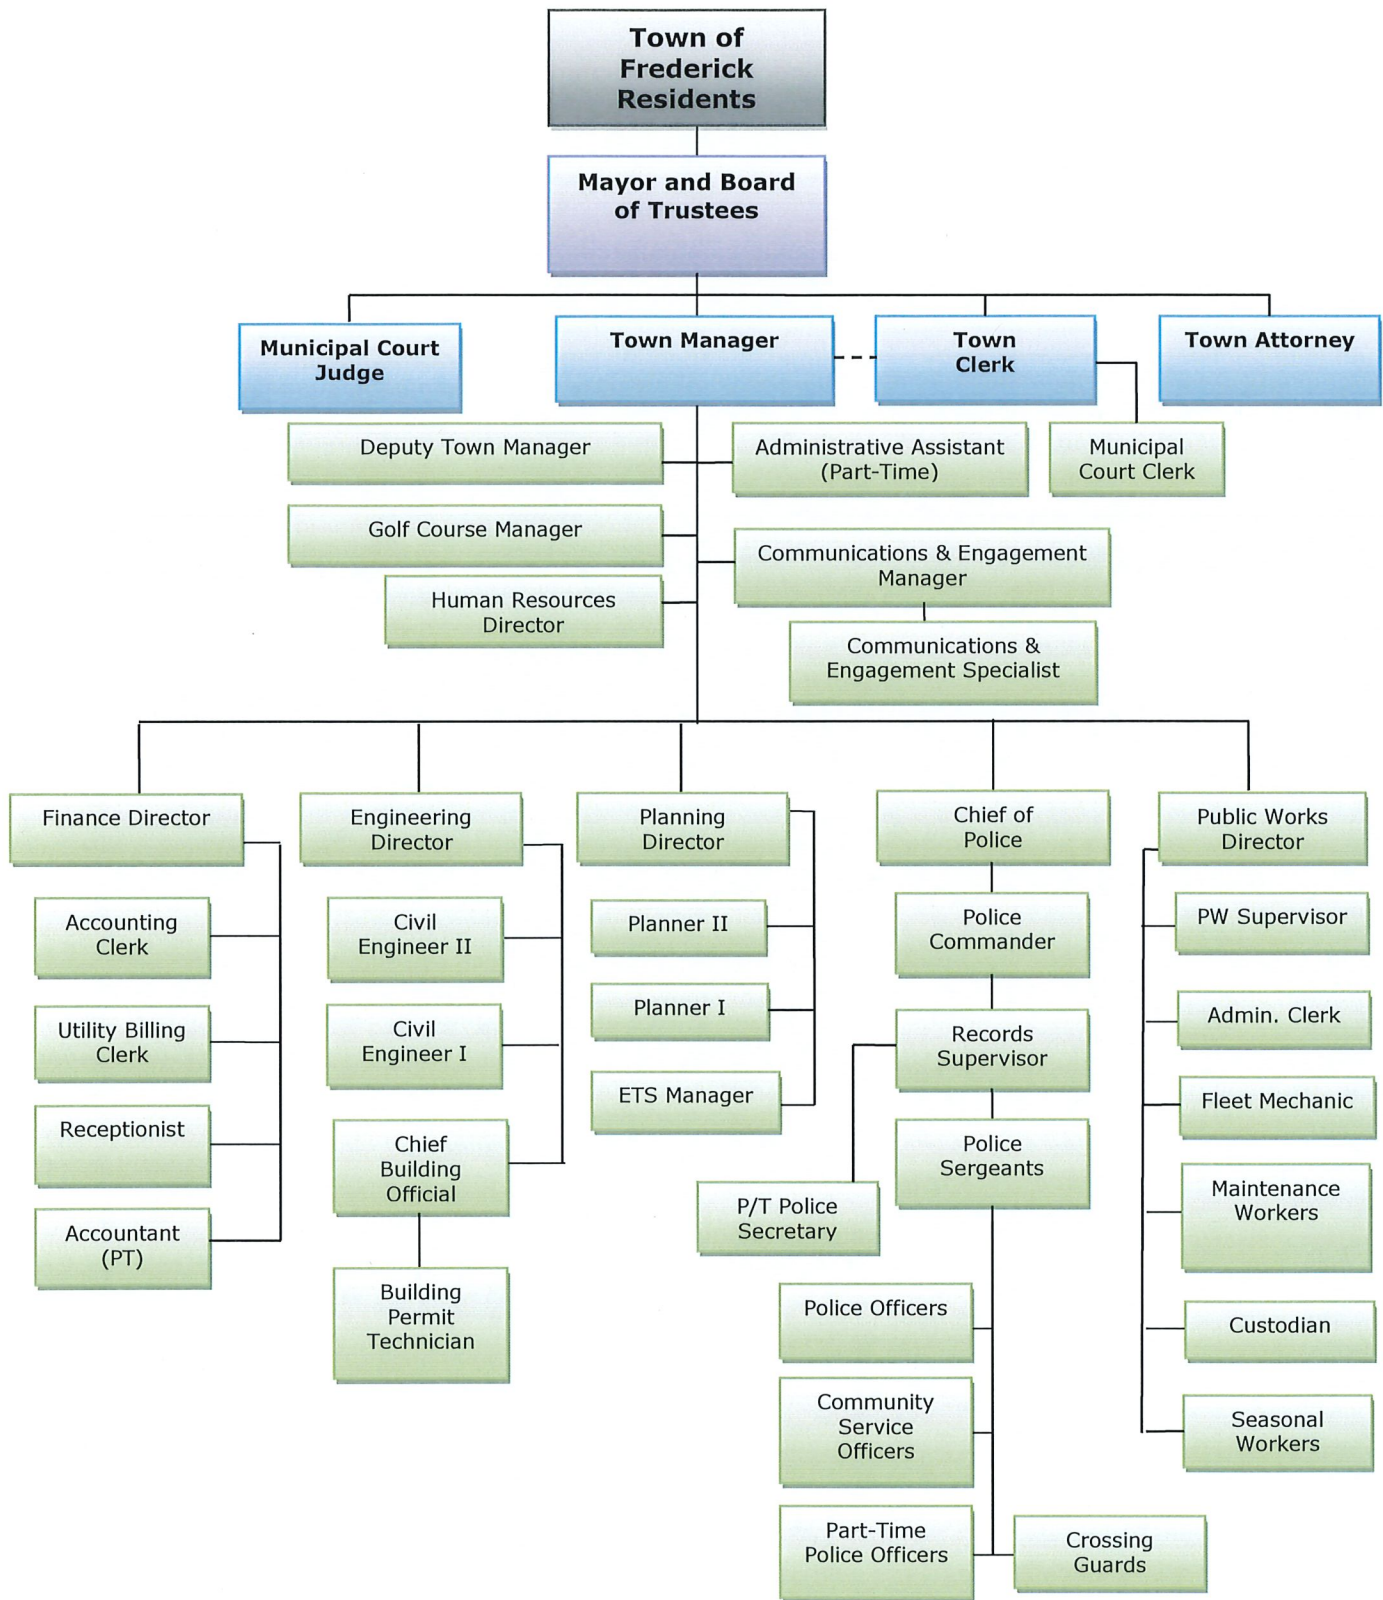 Town of
Frederick
Residents
Mayor and Board
of Trustees
Municipal Court
Judge
Town Manager
Town
Clerk
Town Attorney
Deputy Town Manager
Administrative Assistant
(Part-Time)
Municipal
Court Clerk
Golf Course Manager
Communications & Engagement
Manager
Human Resources
Director
Communications &
Engagement Specialist
Finance Director
Engineering
Director
Planning
Director
Chief of
Police
Public Works
Director
Accounting
Clerk
Utility Billing
Clerk
Receptionist
Accountant
(PT)
Civil
Engineer II
Civil
Engineer I
Chief
Building
Official
Building
Permit
Technician
Planner II
Planner I
ETS Manager
Police
Commander
Records
Supervisor
Police
Sergeants
P/T Police
Secretary
Police Officers
Community
Service
Officers
Part-Time
Police Officers
Crossing
Guards
PW Supervisor
Admin. Clerk
Fleet Mechanic
Maintenance
Workers
Custodian
Seasonal
Workers